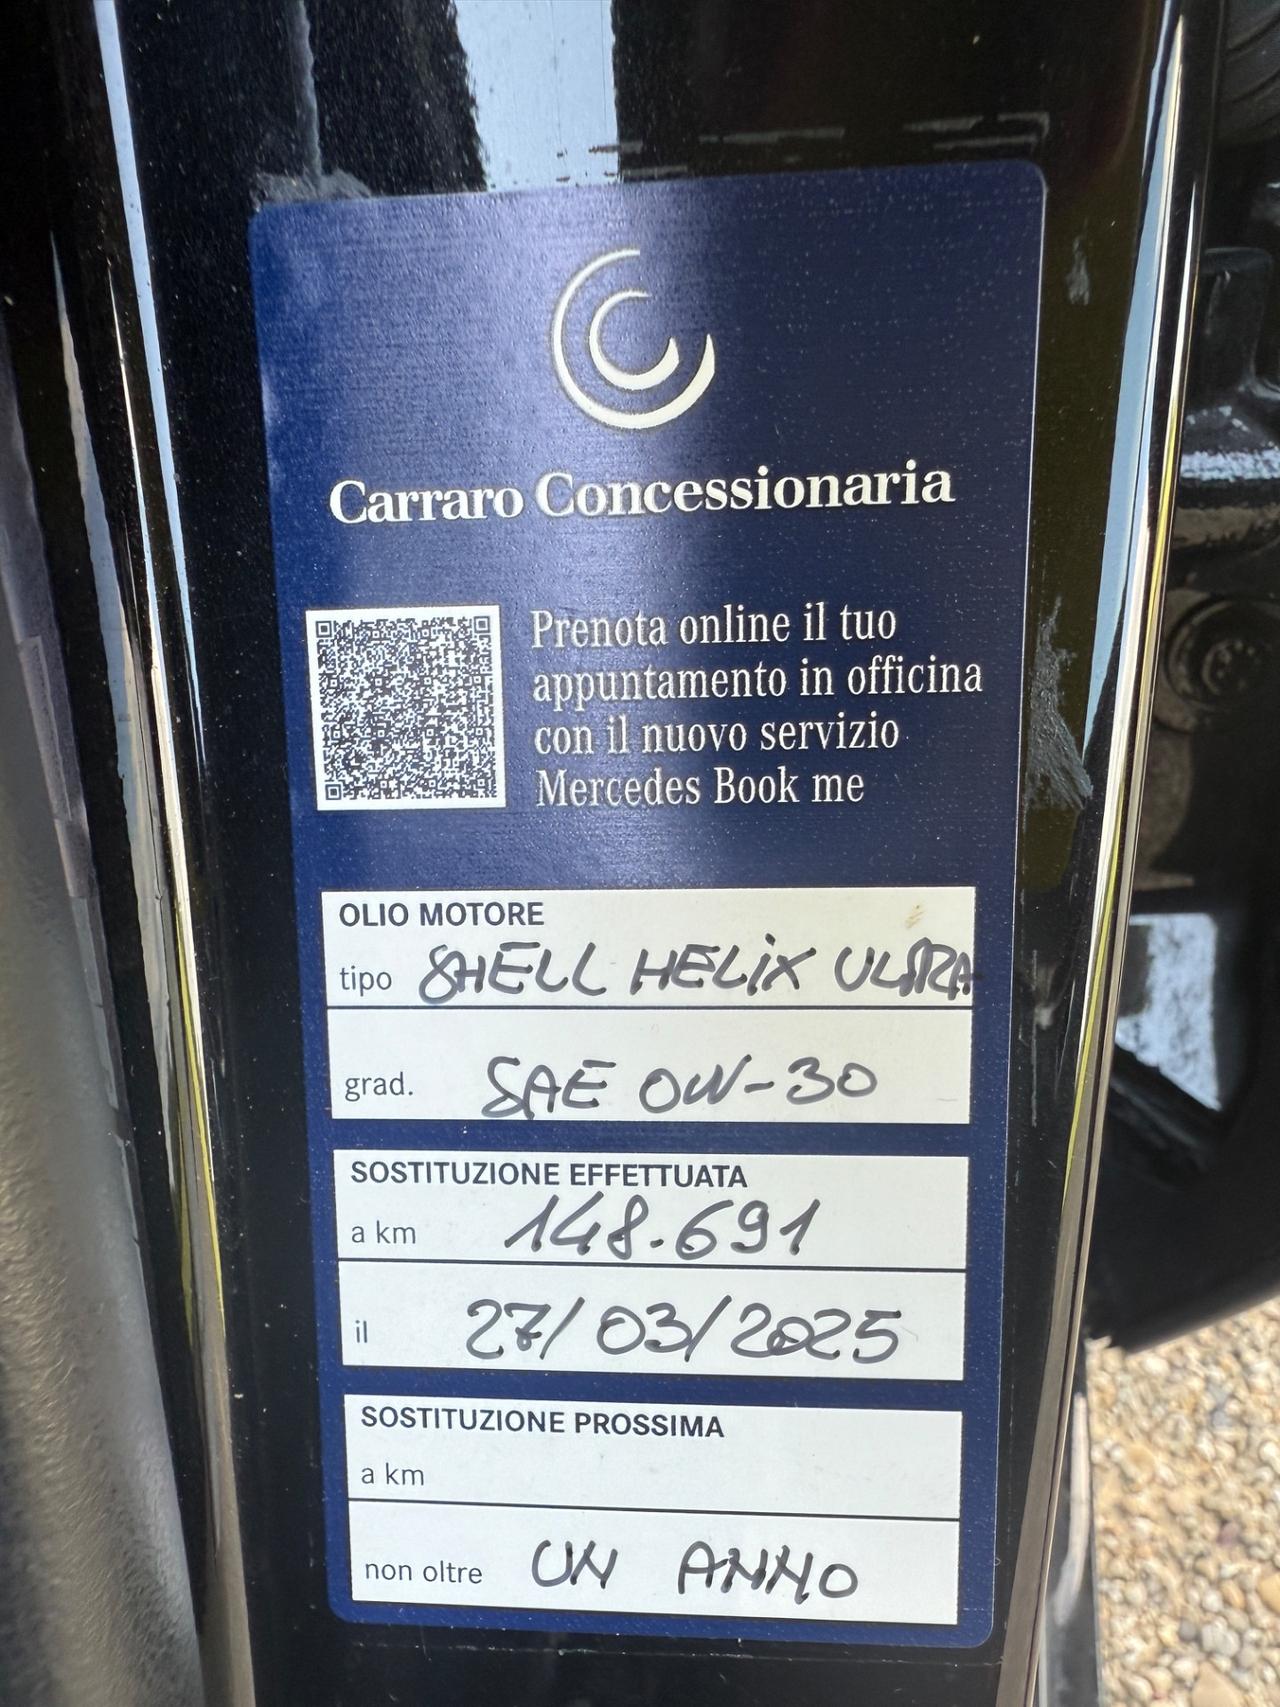 Carraro Concessionaria
Prenota online il tuo
appuntamento in officina
con il nuovo servizio
Mercedes Book me
OLIO MOTORE
tipo SHELL HELIX ULTRA
grad. SAE 0W-30
SOSTITUZIONE EFFETTUATA
a km 148.691
il 27/03/2025
SOSTITUZIONE PROSSIMA
a km
non oltre UN ANNO